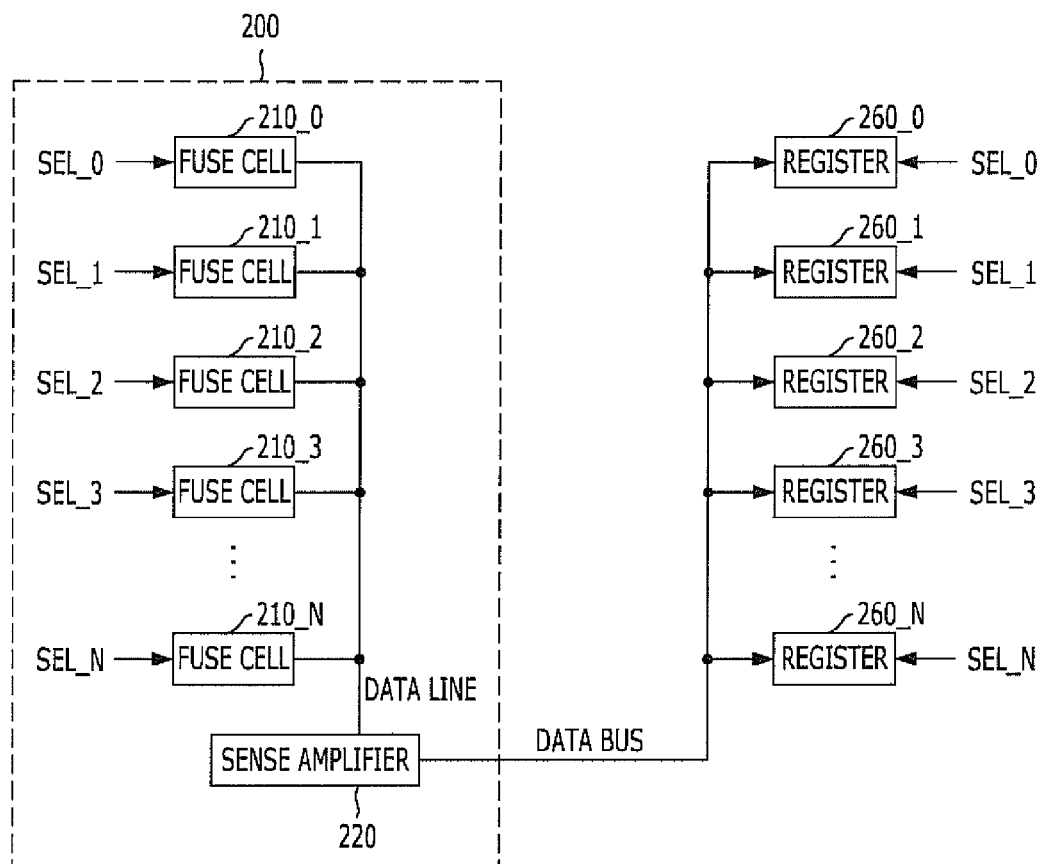 200
210_0 260_0
SEL_0 FUSE CELL REGISTER SEL_0
210_1 260_1
SEL_1 FUSE CELL REGISTER SEL_1
210_2 260_2
SEL_2 FUSE CELL REGISTER SEL_2
210_3 260_3
SEL_3 FUSE CELL REGISTER SEL_3
210_N 260_N
SEL_N FUSE CELL REGISTER SEL_N
DATA LINE
SENSE AMPLIFIER DATA BUS
220